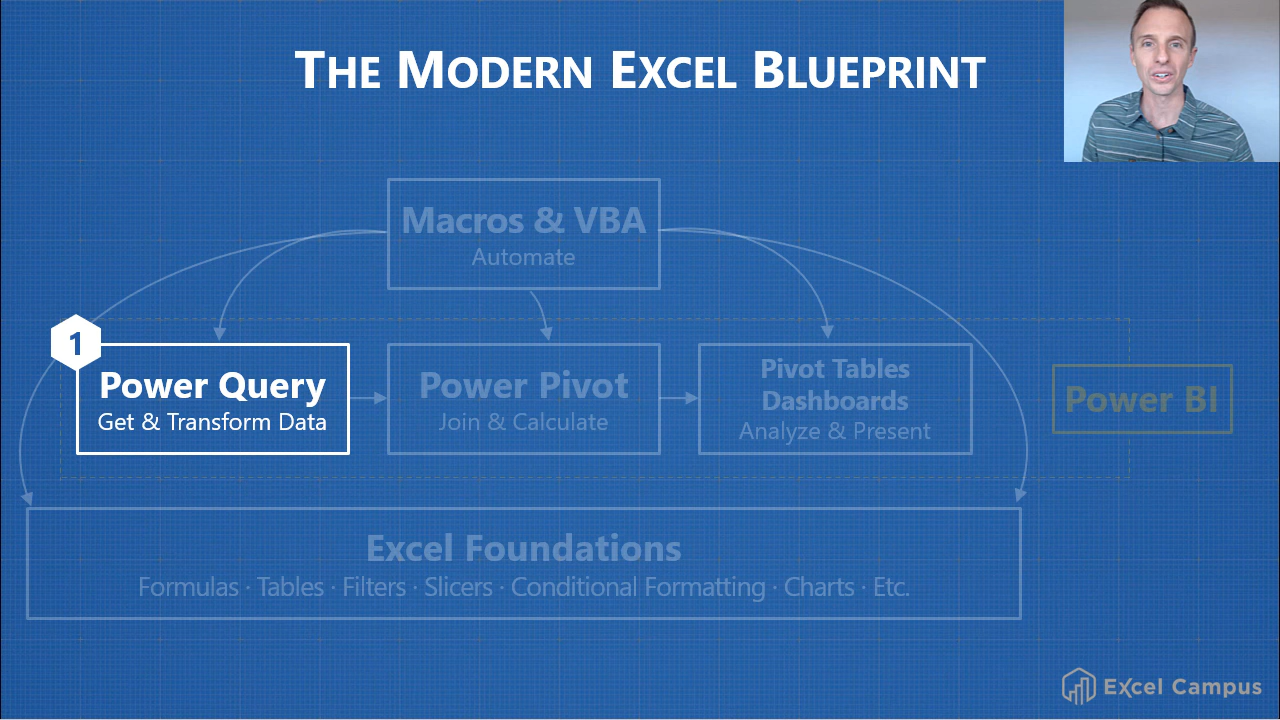 THE MODERN EXCEL BLUEPRINT
Macros & VBA
Automate
1
Power Query
Get & Transform Data
Power Pivot
Join & Calculate
Pivot Tables
Dashboards
Analyze & Present
Power BI
Excel Foundations
Formulas · Tables · Filters · Slicers · Conditional Formatting · Charts · Etc.
Excel Campus